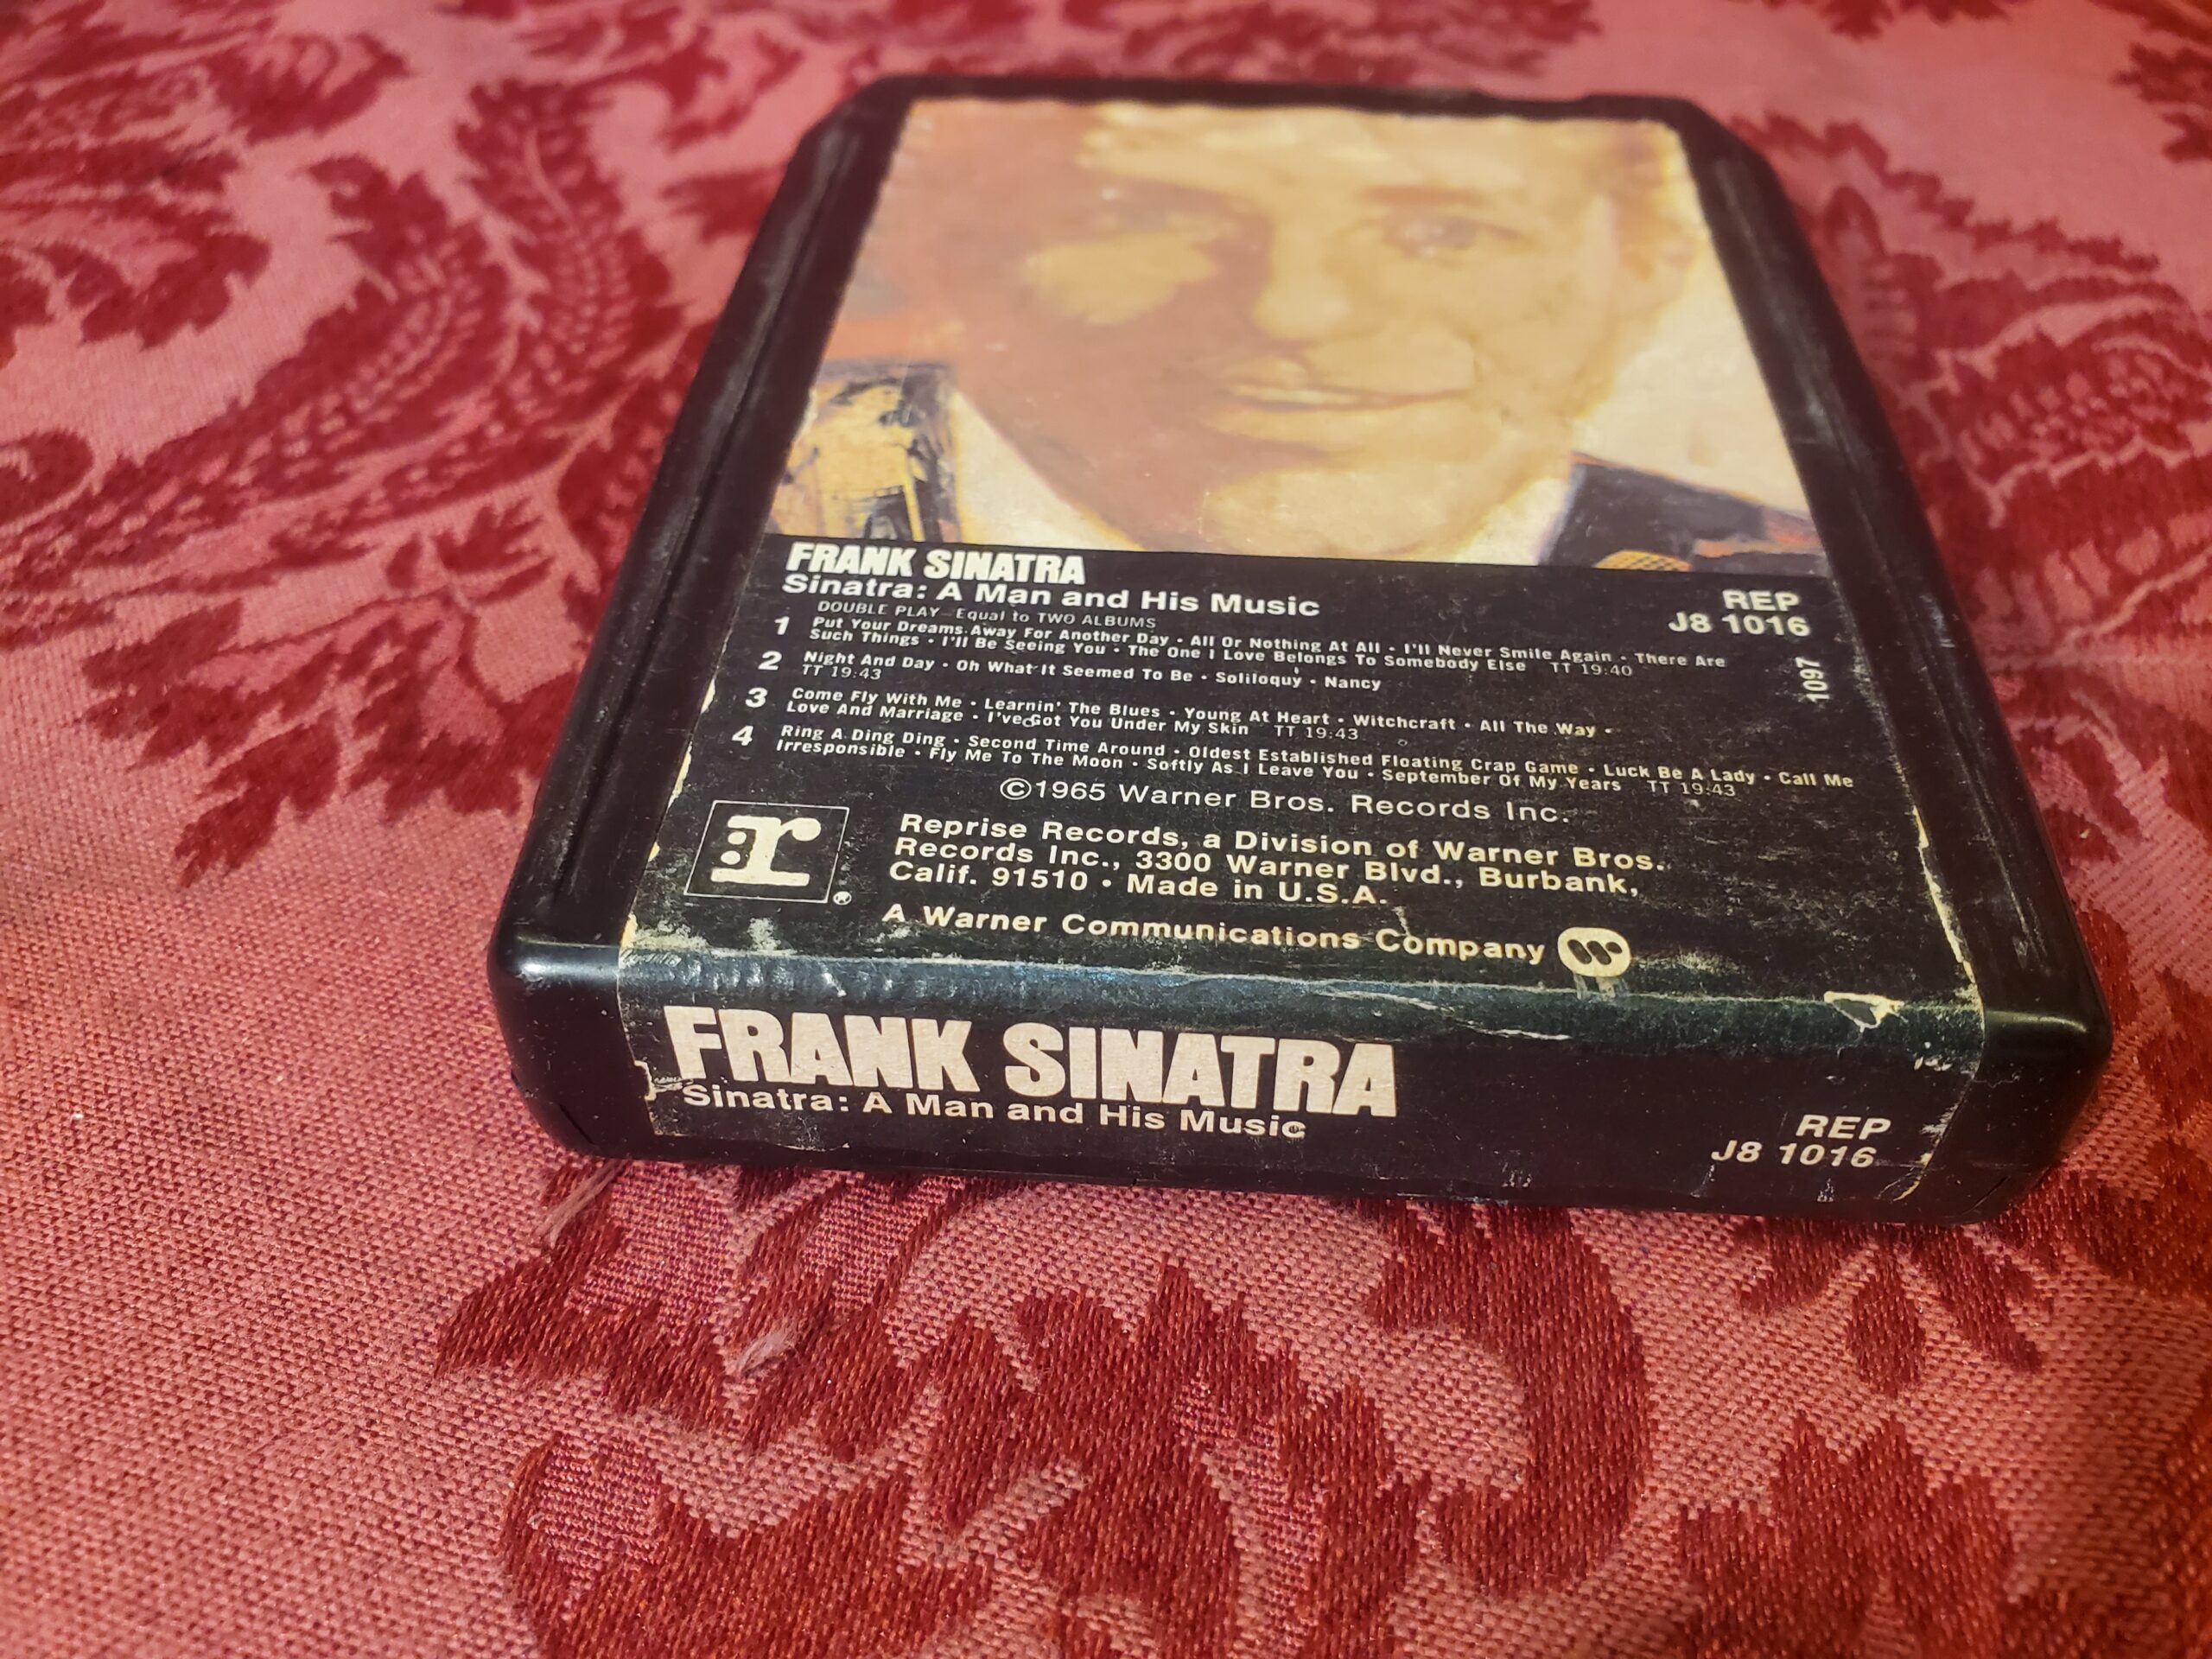 FRANK SINATRA
Sinatra: A Man and His Music
REP
J8 1016
DOUBLE PLAY—Equal to TWO ALBUMS
1 Put Your Dreams Away For Another Day • All Or Nothing At All • I'll Never Smile Again • There Are
Such Things • I'll Be Seeing You • The One I Love Belongs To Somebody Else TT 19:40
2 Night And Day • Oh What It Seemed To Be • Soliloquy • Nancy
TT 19:43
1097
3 Come Fly With Me • Learnin' The Blues • Young At Heart • Witchcraft • All The Way •
Love And Marriage • I've Got You Under My Skin TT 19:43
4 Ring A Ding Ding • Second Time Around • Oldest Established Floating Crap Game • Luck Be A Lady • Call Me
Irresponsible • Fly Me To The Moon • Softly As I Leave You • September Of My Years TT 19:43
©1965 Warner Bros. Records Inc.
:r ®
Reprise Records, a Division of Warner Bros.
Records Inc., 3300 Warner Blvd., Burbank,
Calif. 91510 • Made in U.S.A.
A Warner Communications Company
FRANK SINATRA
Sinatra: A Man and His Music
REP
J8 1016